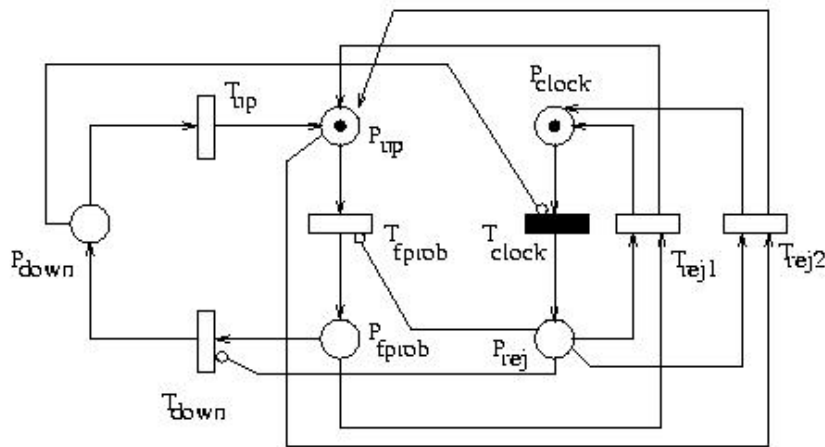 T_up
P_clock
P_up
P_down
T_fprob
T_clock
T_rej1
T_rej2
P_fprob
P_rej
T_down